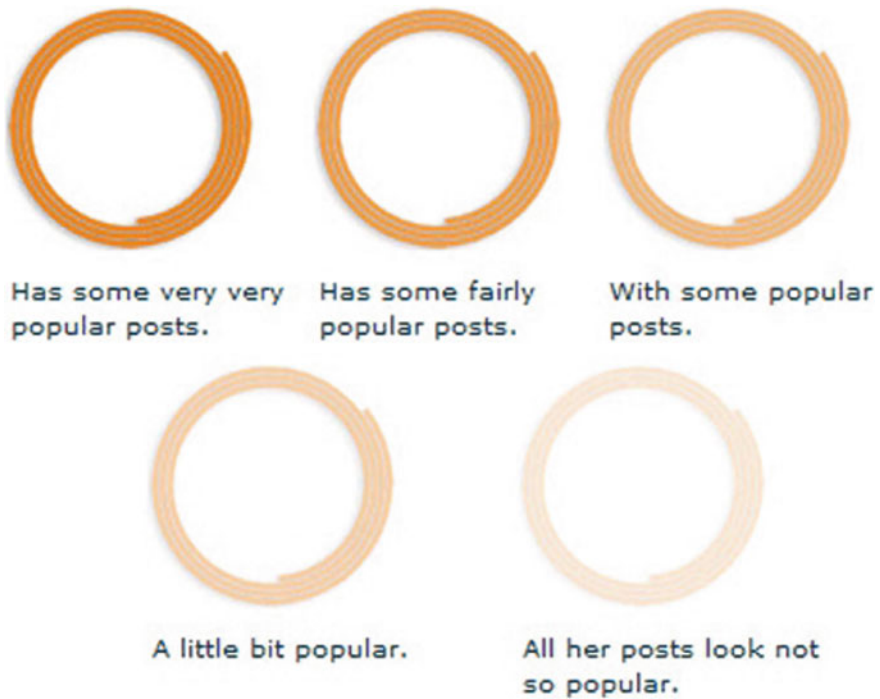 Has some very very
popular posts.
Has some fairly
popular posts.
With some popular
posts.
A little bit popular.
All her posts look not
so popular.